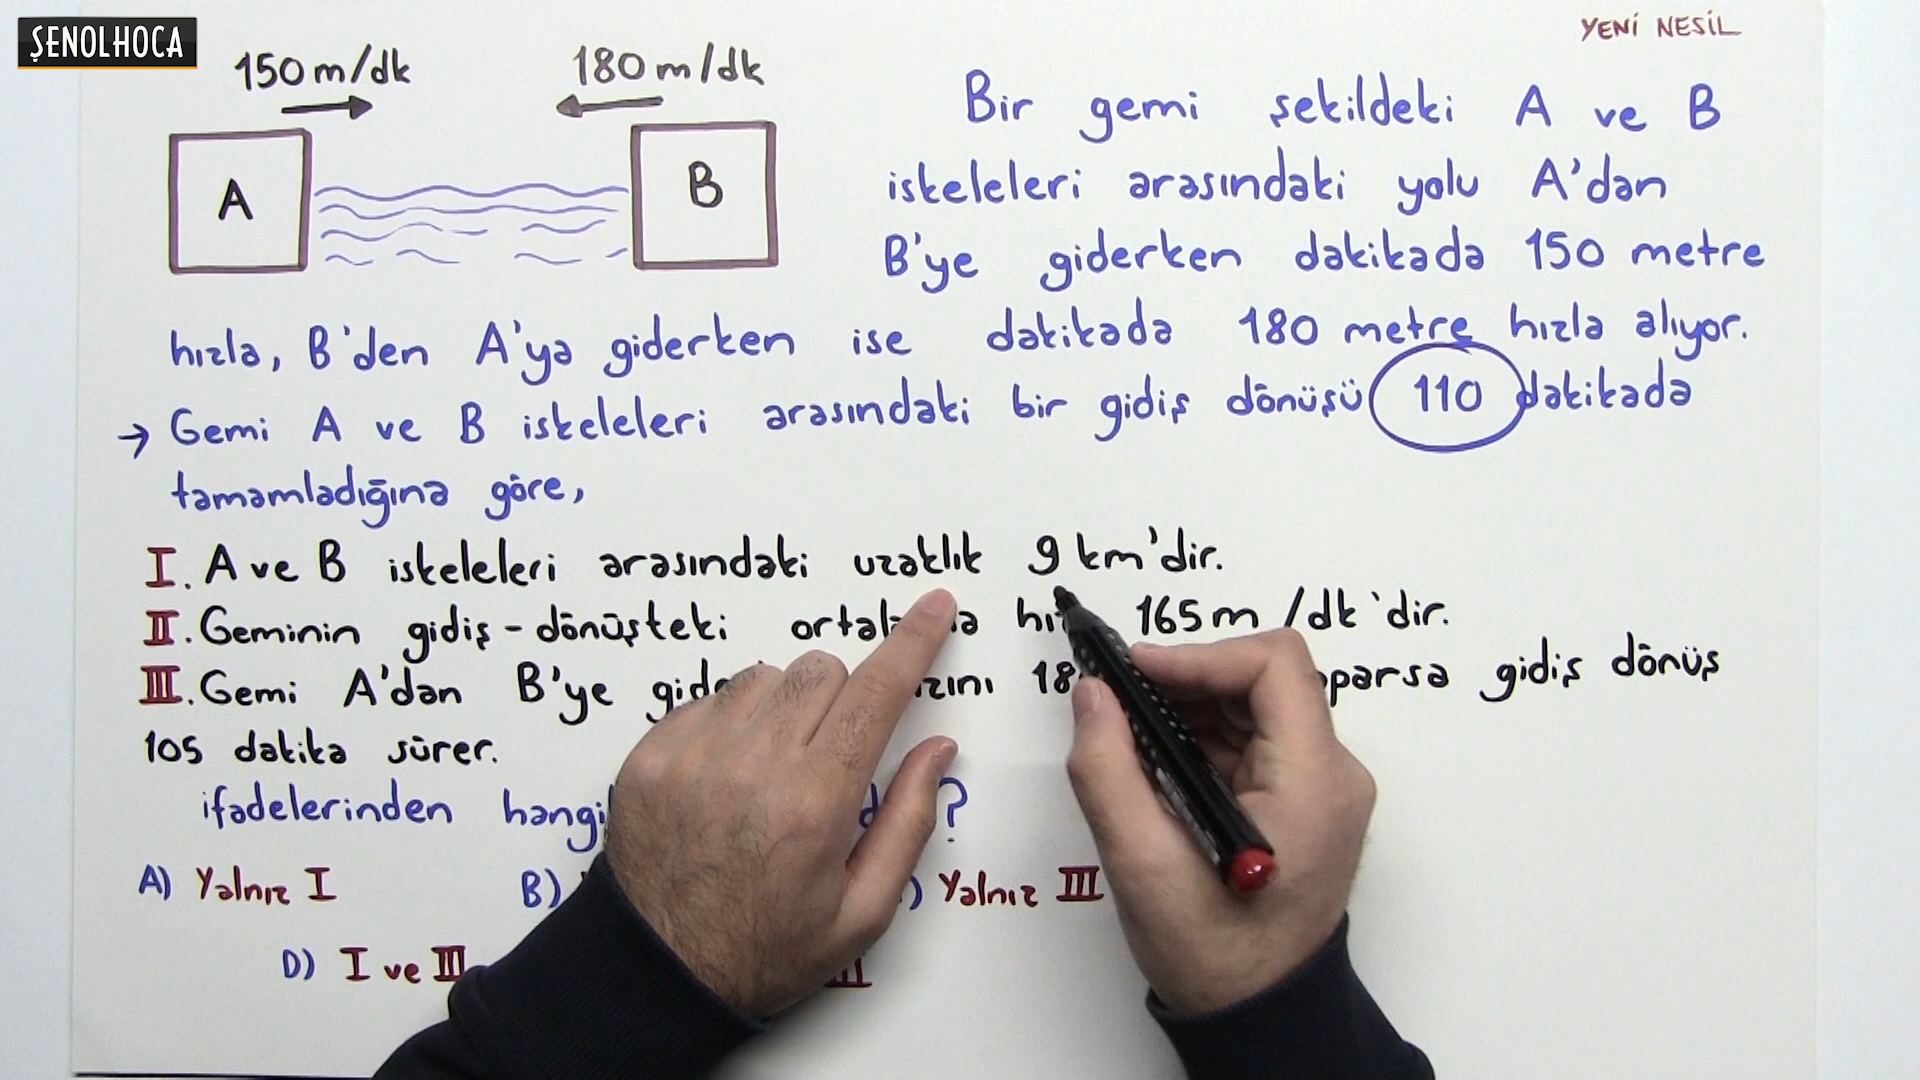 ŞENOLHOCA
YENİ NESİL
150 m/dk
180 m/dk
A
B
Bir gemi şekildeki A ve B
iskeleleri arasındaki yolu A'dan
B'ye giderken dakikada 150 metre
hızla, B'den A'ya giderken ise dakikada 180 metre hızla alıyor.
→ Gemi A ve B iskeleleri arasındaki bir gidiş dönüşü 110 dakikada
tamamladığına göre,
I. A ve B iskeleleri arasındaki uzaklık 9 km'dir.
II. Geminin gidiş-dönüşteki 165 m/dk'dir.
III. Gemi A'dan B'ye gidiş dönüş
105 dakika sürer.
ifadelerinden ?
A) Yalnız I
B)
) Yalnız III
D) I ve III